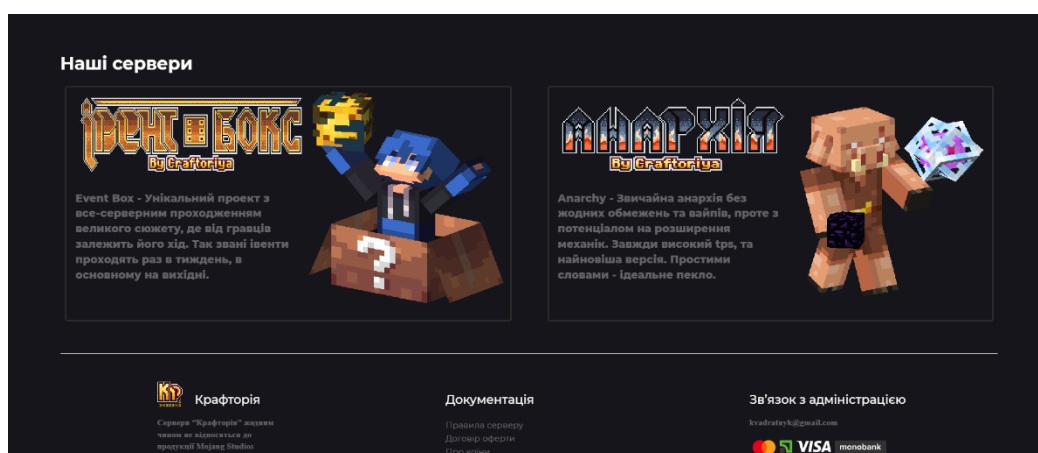 Наші сервери
ІВЕНТ БОКС
By Craftoriya
Event Box - Унікальний проект з
все-серверним проходженням
великого сюжету, де від гравців
залежить його хід. Так звані івенти
проходять раз в тиждень, в
основному на вихідні.
АНАРХІЯ
By Craftoriya
Anarchy - Звичайна анархія без
жодних обмежень та вайпів, проте з
потенціалом на розширення
механік. Завжди високий tps, та
найновіша версія. Простими
словами - ідеальне пекло.
?
КР
Крафторія
Сервери "Крафторія" жодним
чином не відносяться до
продукції Mojang Studios
Документація
Правила серверу
Договір оферти
Про коіни
Зв'язок з адміністрацією
kvadratnyk@gmail.com
VISA monobank